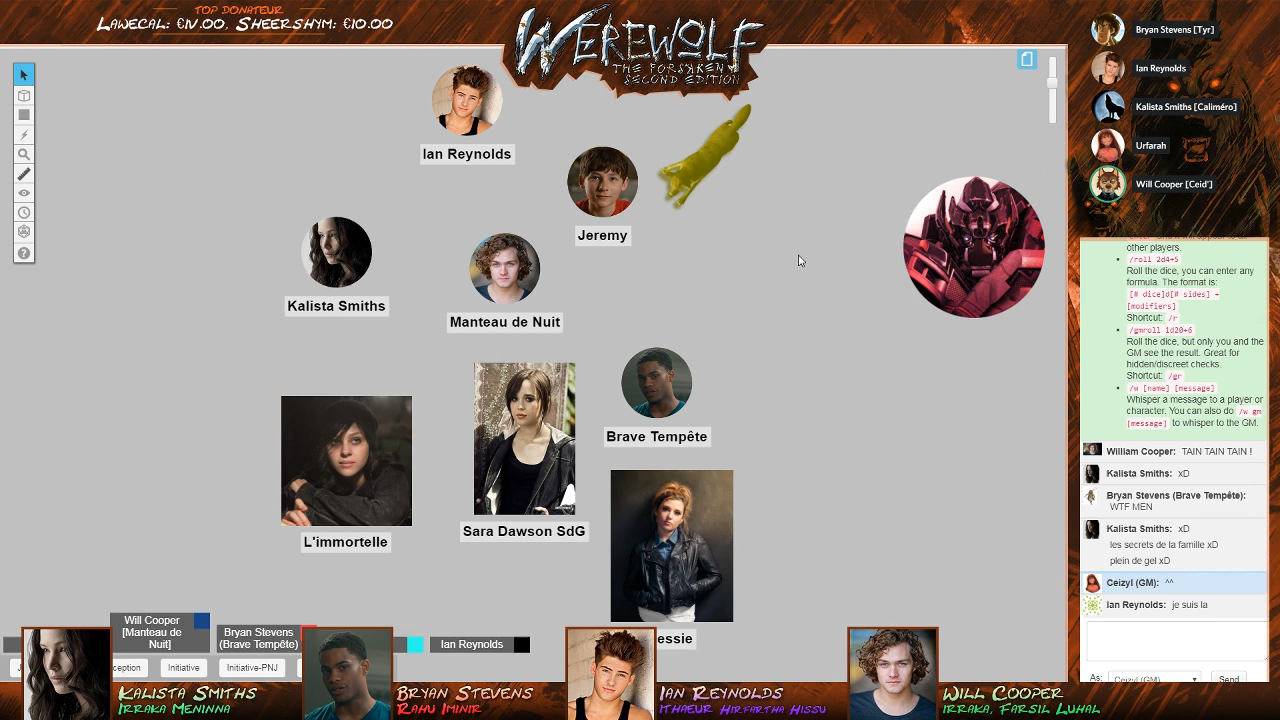 TOP DONATEUR
LAWECAL: €IV.00, SHEERSHYM: €10.00
WEREWOLF
THE FORSAKEN
SECOND EDITION
Bryan Stevens [Tyr]
Ian Reynolds
Kalista Smiths [Caliméro]
Urfarah
Will Cooper [Ceid']
Ian Reynolds
Jeremy
Kalista Smiths
Manteau de Nuit
Brave Tempête
Sara Dawson SdG
L'immortelle
essie
other players.
/roll 2d4+5
Roll the dice, you can enter any
formula. The format is:
[# dice]d[# sides] +
[modifiers]
Shortcut: /r
/gmroll 1d20+6
Roll the dice, but only you and the
GM see the result. Great for
hidden/discreet checks.
Shortcut: /gr
/w [name] [message]
Whisper a message to a player or
character. You can also do /w gm
[message] to whisper to the GM.
William Cooper: TAIN TAIN TAIN !
Kalista Smiths: xD
Bryan Stevens (Brave Tempête):
WTF MEN
Kalista Smiths: xD
les secrets de la famille xD
plein de gel xD
Ceizyl (GM): ^^
Ian Reynolds: je suis la
As: Ceizyl (GM) Send
Will Cooper
[Manteau de
Nuit]
Bryan Stevens
(Brave Tempête)
Ian Reynolds
J
ception
Initiative
Initiative-PNJ
KALISTA SMITHS
IRRAKA MENINNA
BRYAN STEVENS
RAHU IMINIR
IAN REYNOLDS
ITHAEUR HIRFARTHA HISSU
WILL COOPER
IRRAKA, FARSIL LUHAL